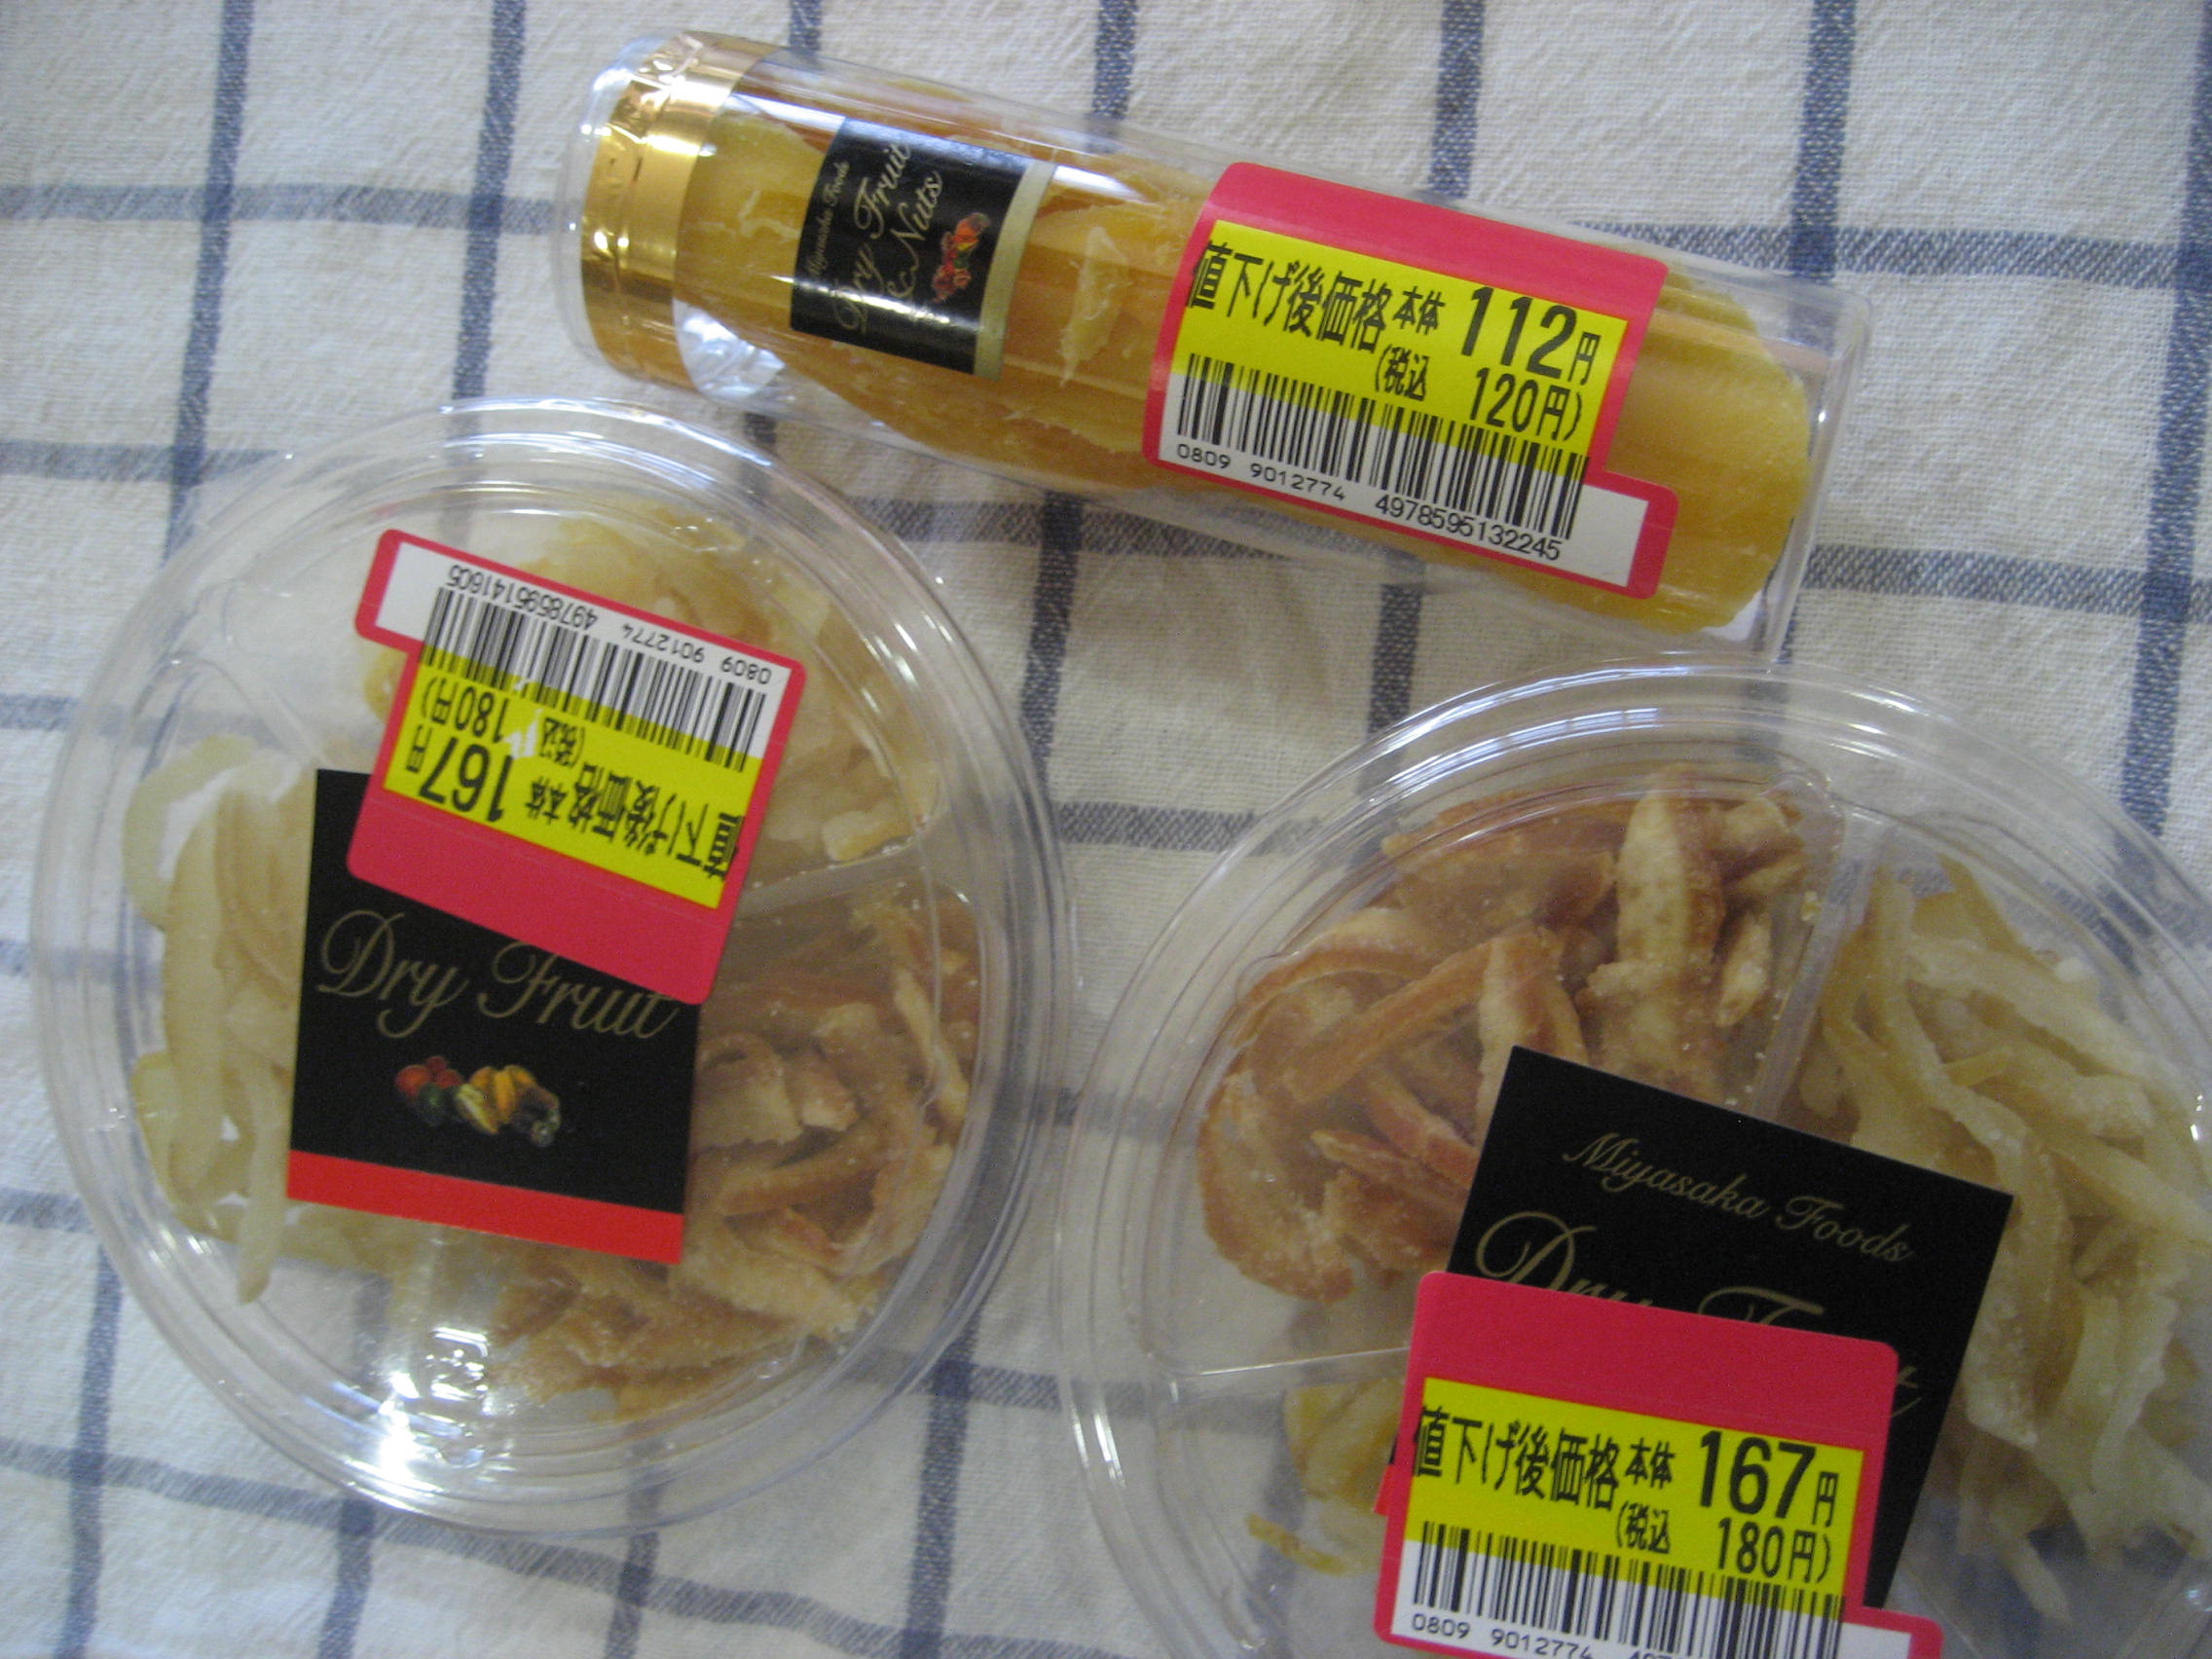 Miyasaka Foods
Dry Fruit
& Nuts
値下げ後価格 本体 112円
(税込 120円)
0809 9012774 4978595132245
値下げ後価格 本体 167円
(税込 180円)
0809 9012774 4978595141605
Dry Fruit
Miyasaka Foods
値下げ後価格 本体 167円
(税込 180円)
0809 9012774